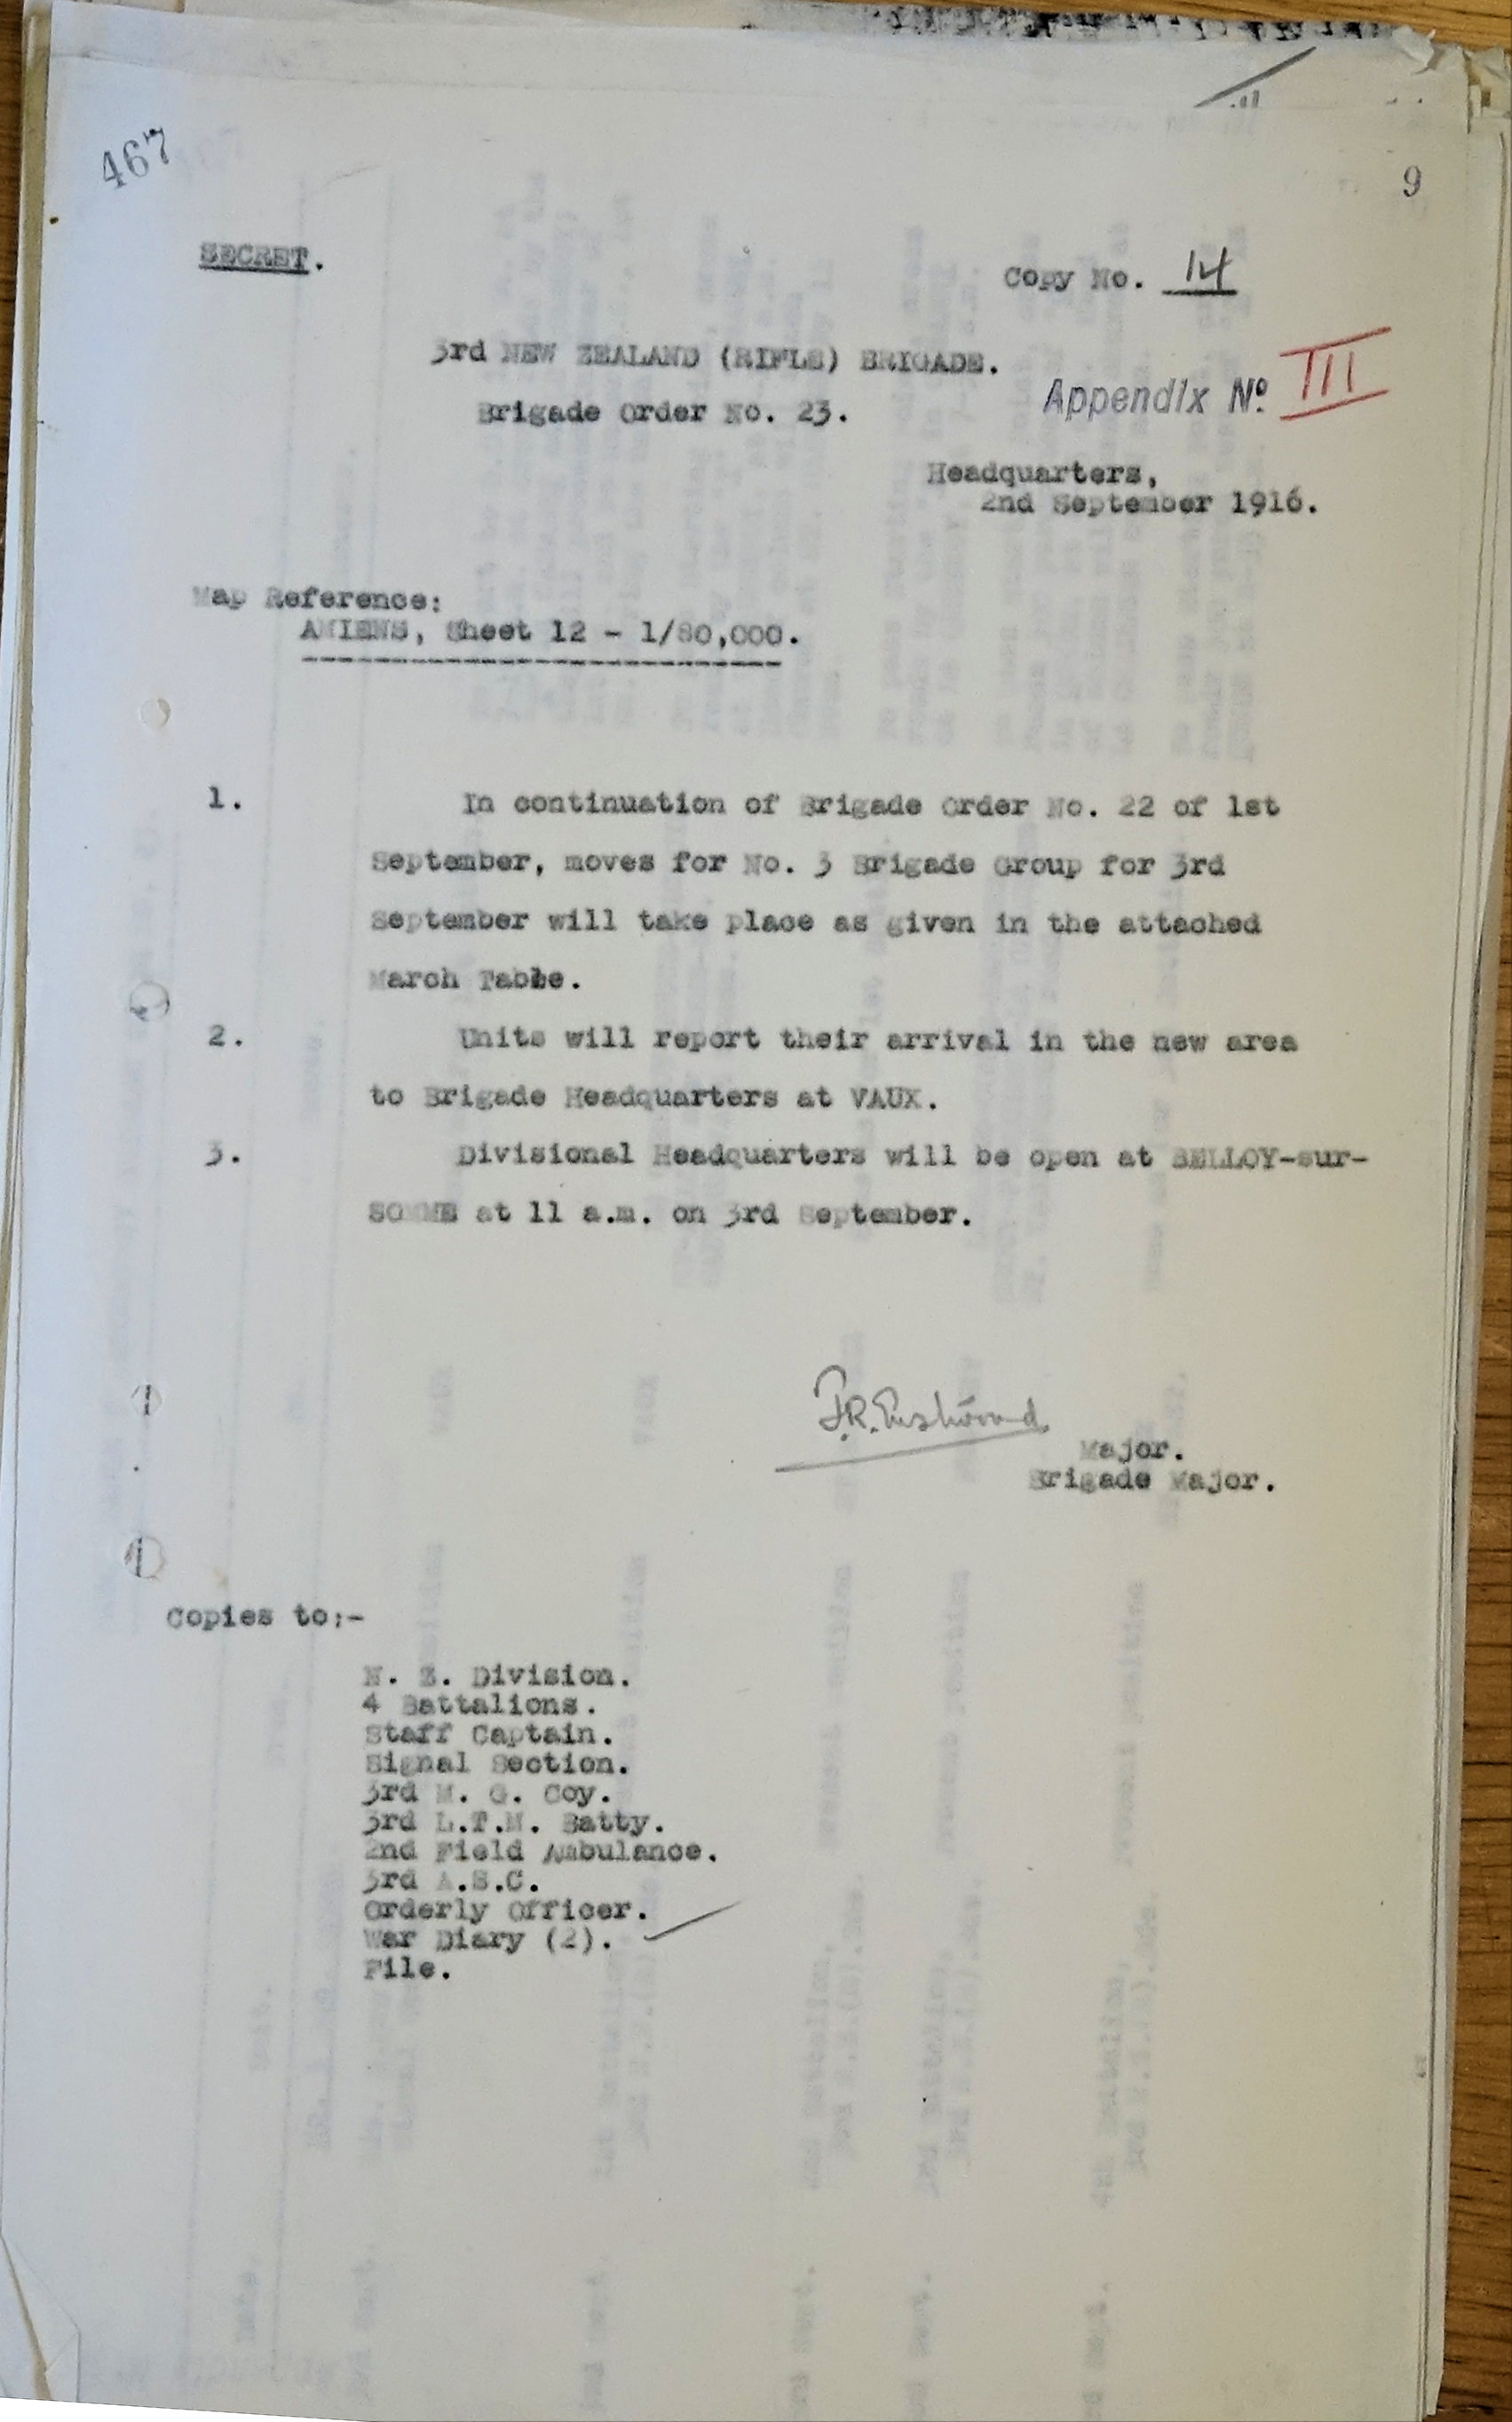 467
9
SECRET.
Copy No. 14
3rd NEW ZEALAND (RIFLE) BRIGADE.
Appendix No. III
Brigade Order No. 23.
Headquarters,
2nd September 1916.
Map Reference:
AMIENS, Sheet 12 - 1/80,000.
1. In continuation of Brigade Order No. 22 of 1st
September, moves for No. 3 Brigade Group for 3rd
September will take place as given in the attached
March Table.
2. Units will report their arrival in the new area
to Brigade Headquarters at VAUX.
3. Divisional Headquarters will be open at BELLOY-sur-
SOMME at 11 a.m. on 3rd September.
Major.
Brigade Major.
Copies to:-
N. Z. Division.
4 Battalions.
Staff Captain.
Signal Section.
3rd M. G. Coy.
3rd L.T.M. Batty.
2nd Field Ambulance.
3rd A.S.C.
Orderly Officer.
War Diary (2).
File.